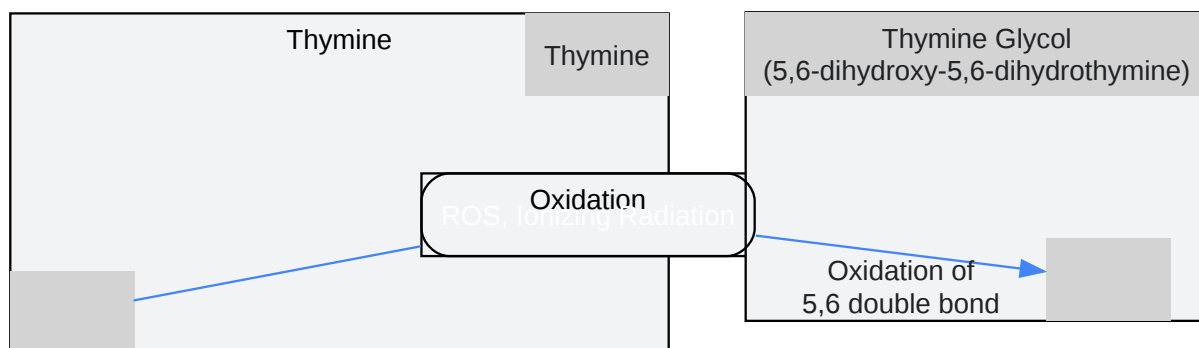 Thymine
Thymine
Thymine Glycol
(5,6-dihydroxy-5,6-dihydrothymine)
Oxidation
ROS, Ionizing Radiation
Oxidation of
5,6 double bond